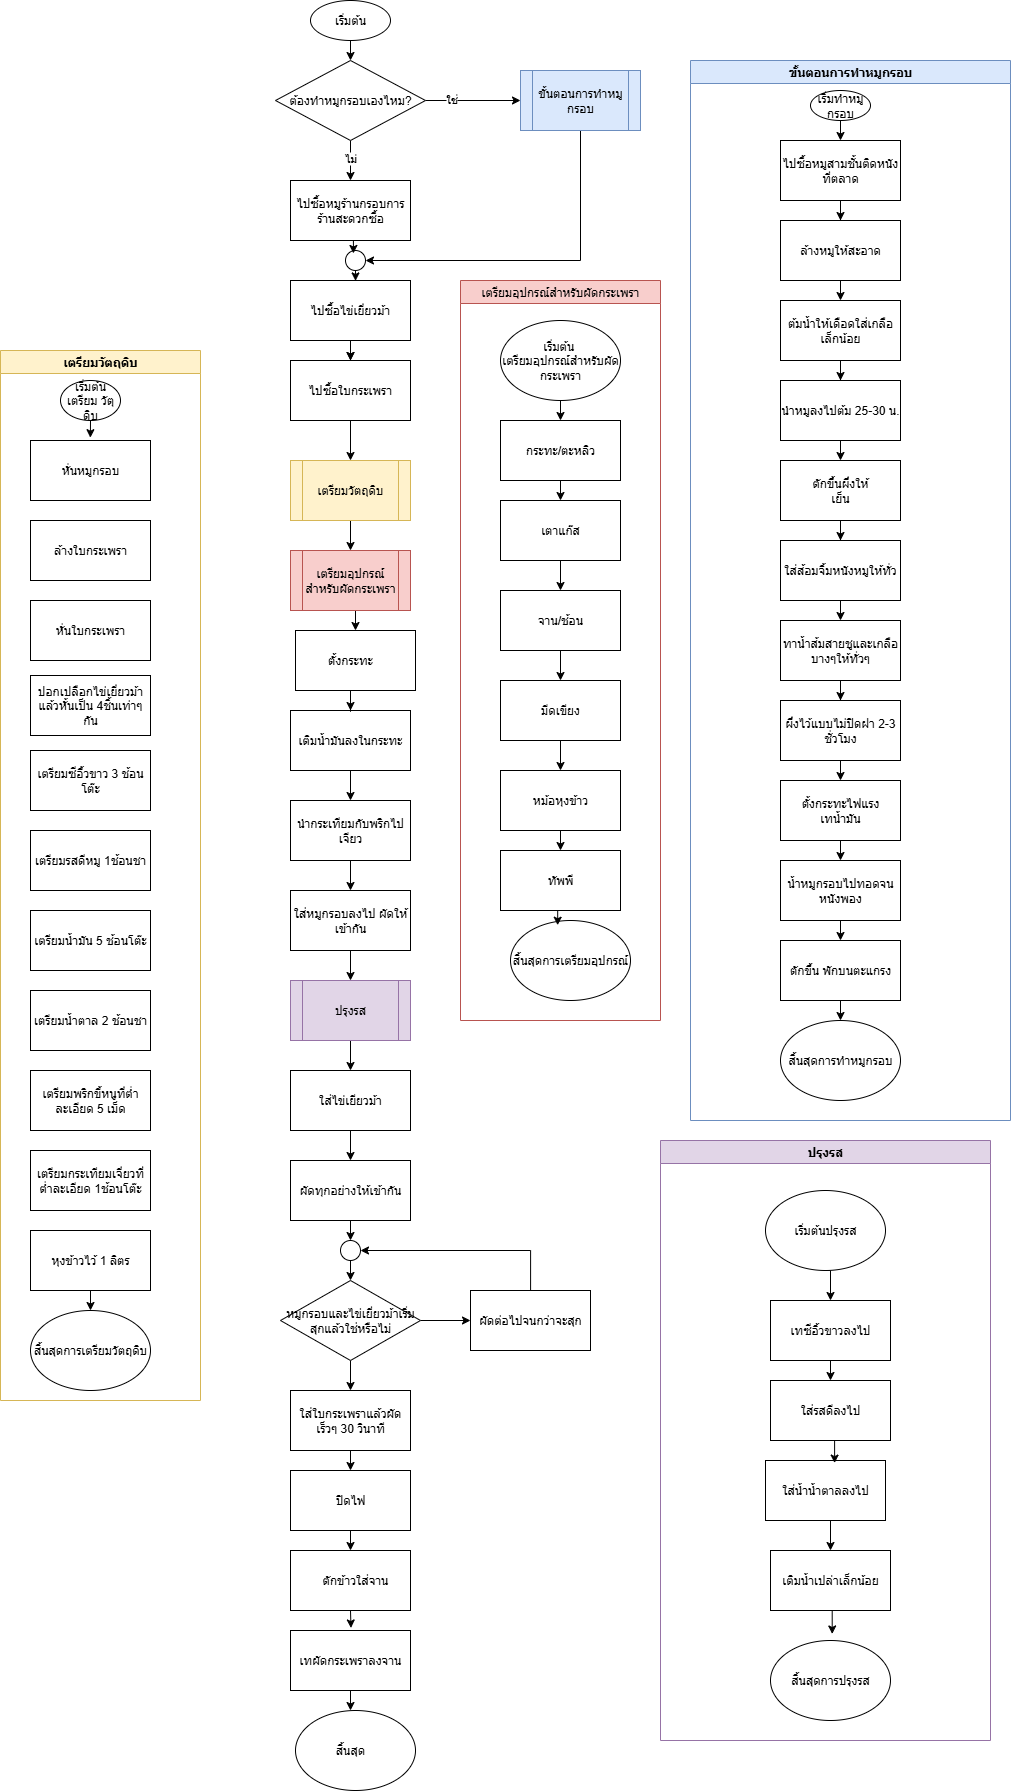 เริ่มต้น
ต้องทำหมูกรอบเองไหม?
ใช่
ขั้นตอนการทำหมู
กรอบ
ไม่
ไปซื้อหมูร้านกรอบการ
ร้านสะดวกซื้อ
ไปซื้อไข่เยี่ยวม้า
ไปซื้อใบกระเพรา
เตรียมวัตถุดิบ
เตรียมอุปกรณ์
สำหรับผัดกระเพรา
ตั้งกระทะ
เติมน้ำมันลงในกระทะ
นำกระเทียมกับพริกไป
เจียว
ใส่หมูกรอบลงไป ผัดให้
เข้ากัน
ปรุงรส
ใส่ไข่เยี่ยวม้า
ผัดทุกอย่างให้เข้ากัน
หมูกรอบและไข่เยี่ยวม้าเริ่ม
สุกแล้วใช่หรือไม่
ผัดต่อไปจนกว่าจะสุก
ใส่ใบกระเพราแล้วผัด
เร็วๆ 30 วินาที
ปิดไฟ
ตักข้าวใส่จาน
เทผัดกระเพราลงจาน
สิ้นสุด
เตรียมวัตถุดิบ
เริ่มต้น
เตรียม วัตถุ
ดิบ
หั่นหมูกรอบ
ล้างใบกระเพรา
หั่นใบกระเพรา
ปอกเปลือกไข่เยี่ยวม้า
แล้วหั้นเป็น 4ชิ้นเท่าๆ
กัน
เตรียมซีอิ้วขาว 3 ช้อน
โต๊ะ
เตรียมรสดีหมู 1ช้อนชา
เตรียมน้ำมัน 5 ช้อนโต๊ะ
เตรียมน้ำตาล 2 ช้อนชา
เตรียมพริกขี้หนูที่ตำ
ละเอียด 5 เม็ด
เตรียมกระเทียมเจี่ยวที่
ตำละเอียด 1ช้อนโต๊ะ
หุงข้าวไว้ 1 ลิตร
สิ้นสุดการเตรียมวัตถุดิบ
เตรียมอุปกรณ์สำหรับผัดกระเพรา
เริ่มต้น
เตรียมอุปกรณ์สำหรับผัด
กระเพรา
กระทะ/ตะหลิว
เตาแก๊ส
จาน/ช้อน
มีดเขียง
หม้อหุงข้าว
ทัพพี
สิ้นสุดการเตรียมอุปกรณ์
ขั้นตอนการทำหมูกรอบ
เริ่มทำหมู
กรอบ
ไปซื้อหมูสามชั้นติดหนัง
ที่ตลาด
ล้างหมูให้สะอาด
ต้มน้ำให้เดือดใส่เกลือ
เล็กน้อย
นำหมูลงไปต้ม 25-30 น.
ตักขึ้นผึ่งให้
เย็น
ใส่ส้อมจิ้มหนังหมูให้ทั่ว
ทาน้ำส้มสายชูและเกลือ
บางๆให้ทั่วๆ
ผึ่งไว้แบบไม่ปิดฝา 2-3
ชั่วโมง
ตั้งกระทะไฟแรง
เทน้ำมัน
น้ำหมูกรอบไปทอดจน
หนังพอง
ตักขึ้น พักบนตะแกรง
สิ้นสุดการทำหมูกรอบ
ปรุงรส
เริ่มต้นปรุงรส
เทซีอิ้วขาวลงไป
ใส่รสดีลงไป
ใส่น้ำน้ำตาลลงไป
เติมน้ำเปล่าเล็กน้อย
สิ้นสุดการปรุงรส